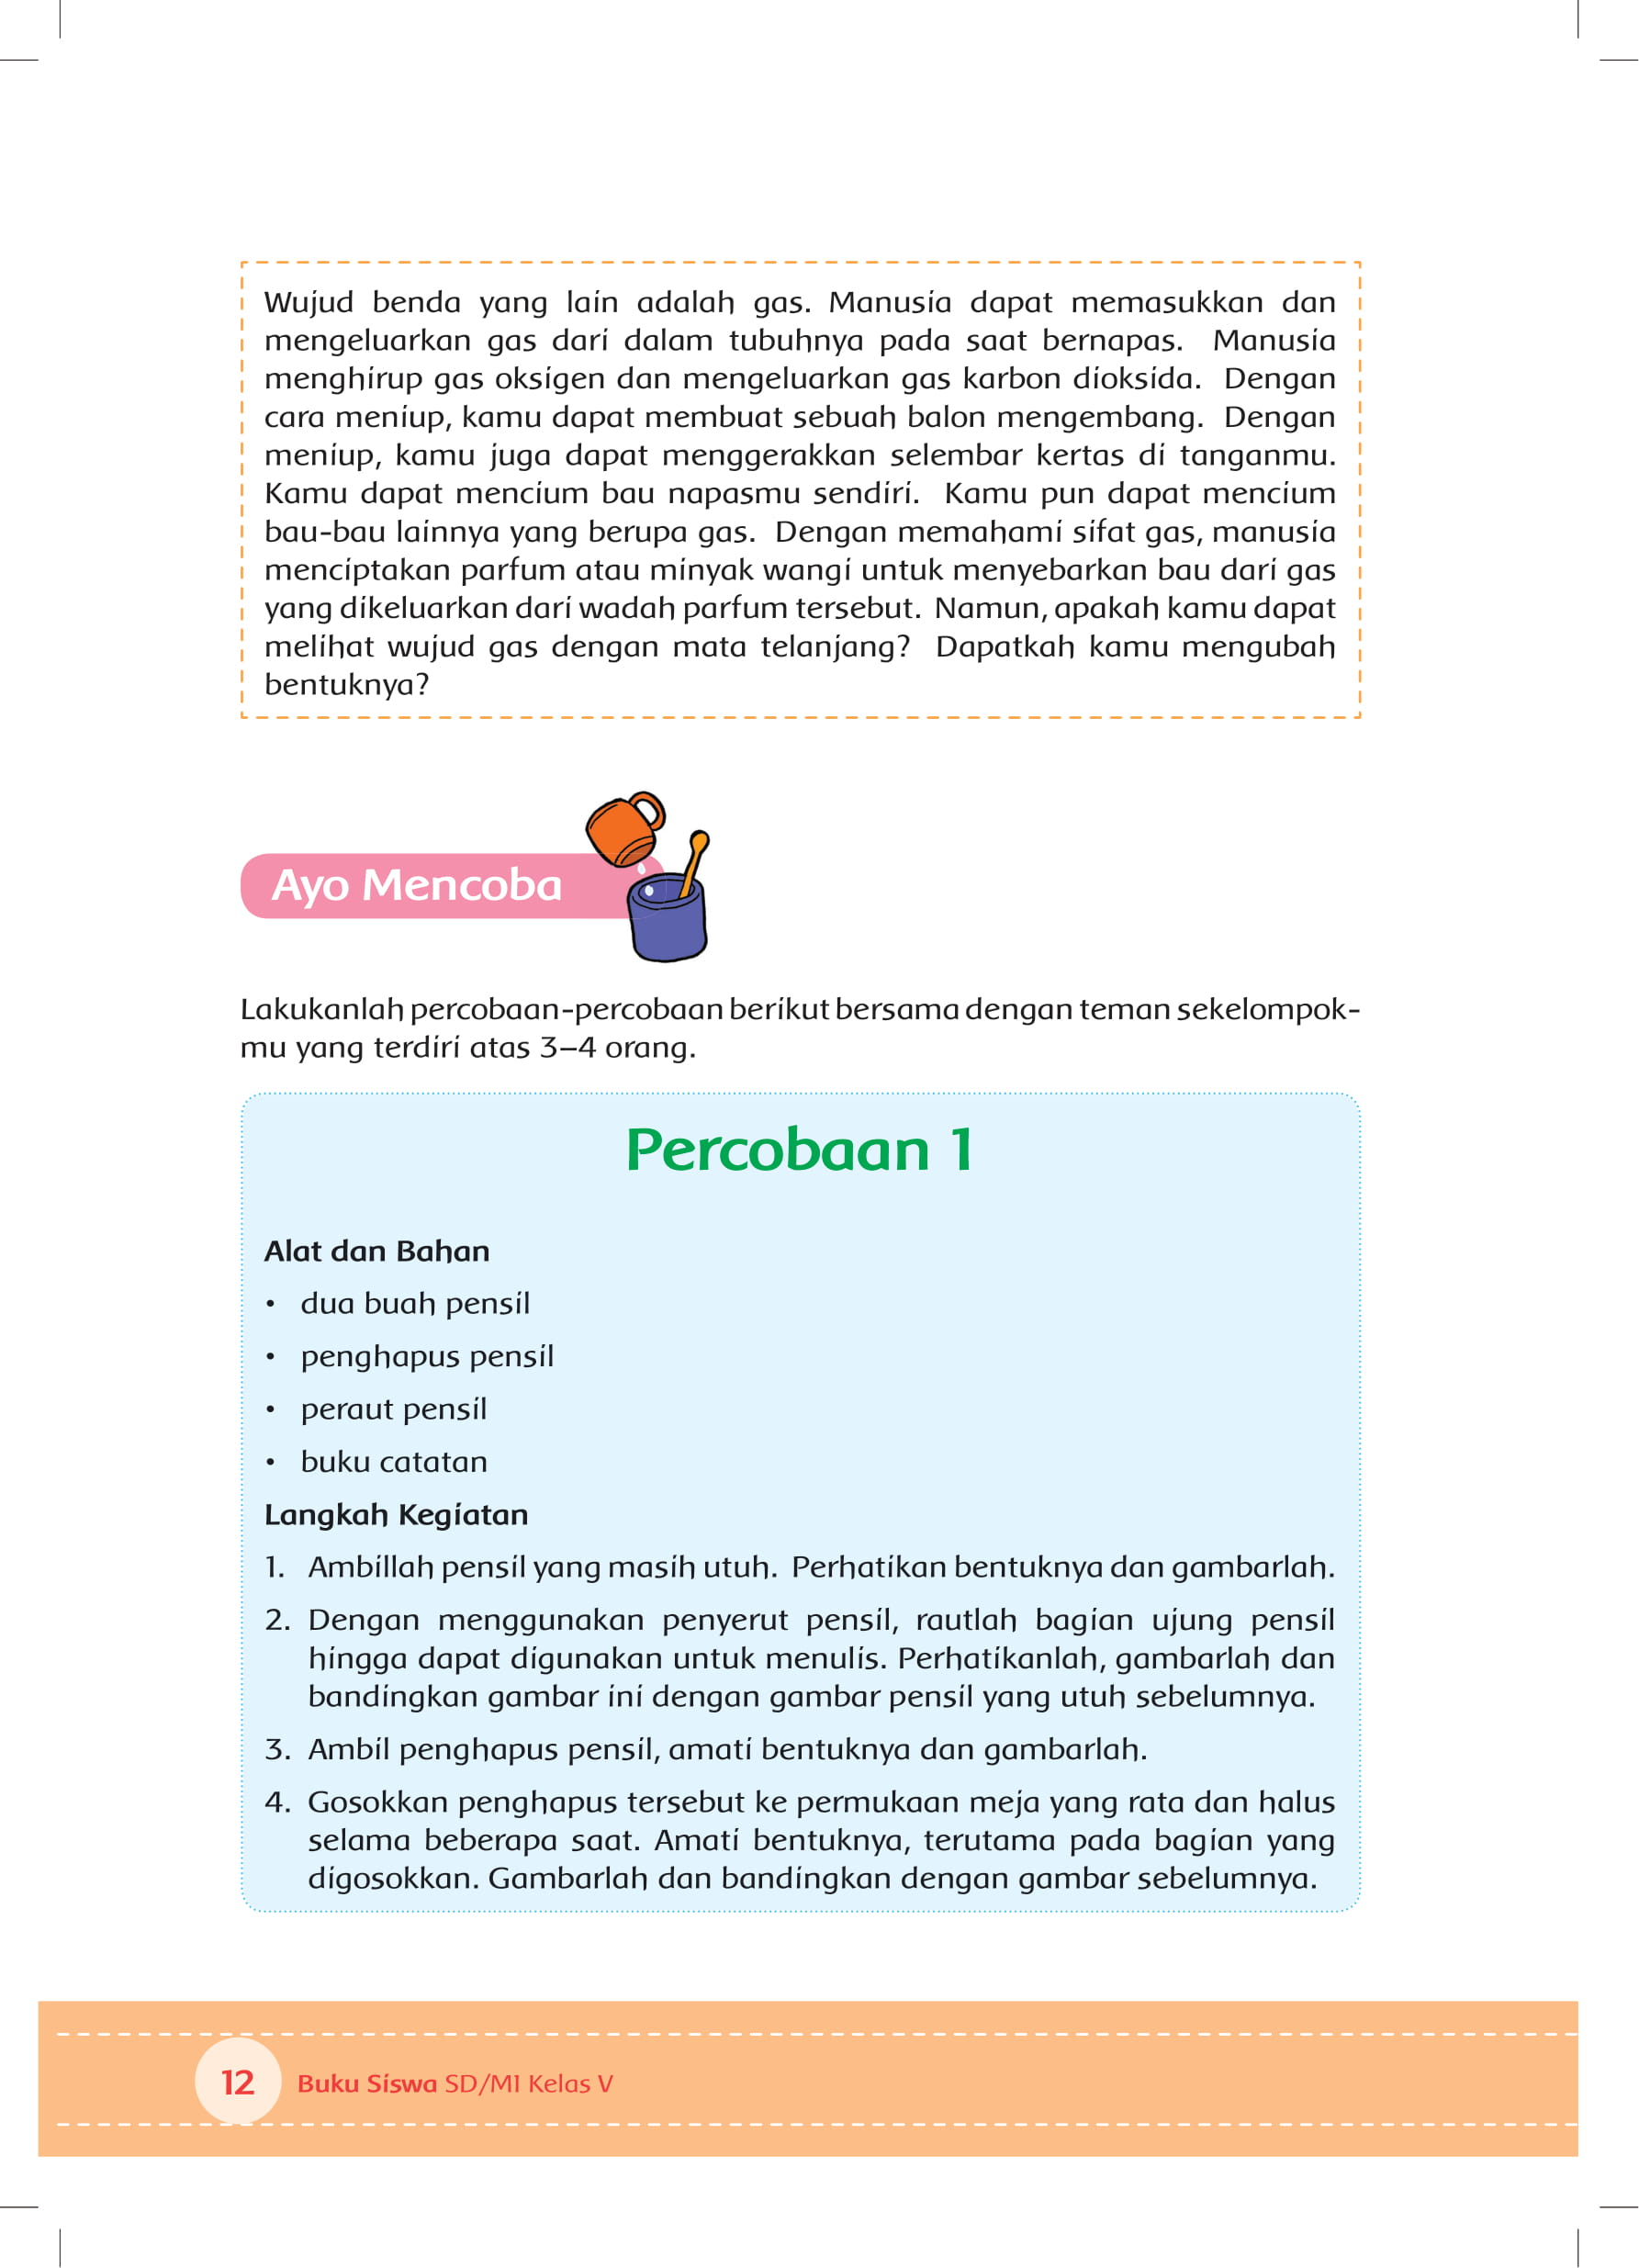 Wujud benda yang lain adalah gas. Manusia dapat memasukkan dan
mengeluarkan gas dari dalam tubuhnya pada saat bernapas. Manusia
menghirup gas oksigen dan mengeluarkan gas karbon dioksida. Dengan
cara meniup, kamu dapat membuat sebuah balon mengembang. Dengan
meniup, kamu juga dapat menggerakkan selembar kertas di tanganmu.
Kamu dapat mencium bau napasmu sendiri. Kamu pun dapat mencium
bau-bau lainnya yang berupa gas. Dengan memahami sifat gas, manusia
menciptakan parfum atau minyak wangi untuk menyebarkan bau dari gas
yang dikeluarkan dari wadah parfum tersebut. Namun, apakah kamu dapat
melihat wujud gas dengan mata telanjang? Dapatkah kamu mengubah
bentuknya?
Ayo Mencoba
Lakukanlah percobaan-percobaan berikut bersama dengan teman sekelompok-
mu yang terdiri atas 3–4 orang.
Percobaan 1
Alat dan Bahan
• dua buah pensil
• penghapus pensil
• peraut pensil
• buku catatan
Langkah Kegiatan
1. Ambillah pensil yang masih utuh. Perhatikan bentuknya dan gambarlah.
2. Dengan menggunakan penyerut pensil, rautlah bagian ujung pensil
hingga dapat digunakan untuk menulis. Perhatikanlah, gambarlah dan
bandingkan gambar ini dengan gambar pensil yang utuh sebelumnya.
3. Ambil penghapus pensil, amati bentuknya dan gambarlah.
4. Gosokkan penghapus tersebut ke permukaan meja yang rata dan halus
selama beberapa saat. Amati bentuknya, terutama pada bagian yang
digosokkan. Gambarlah dan bandingkan dengan gambar sebelumnya.
12 Buku Siswa SD/MI Kelas V